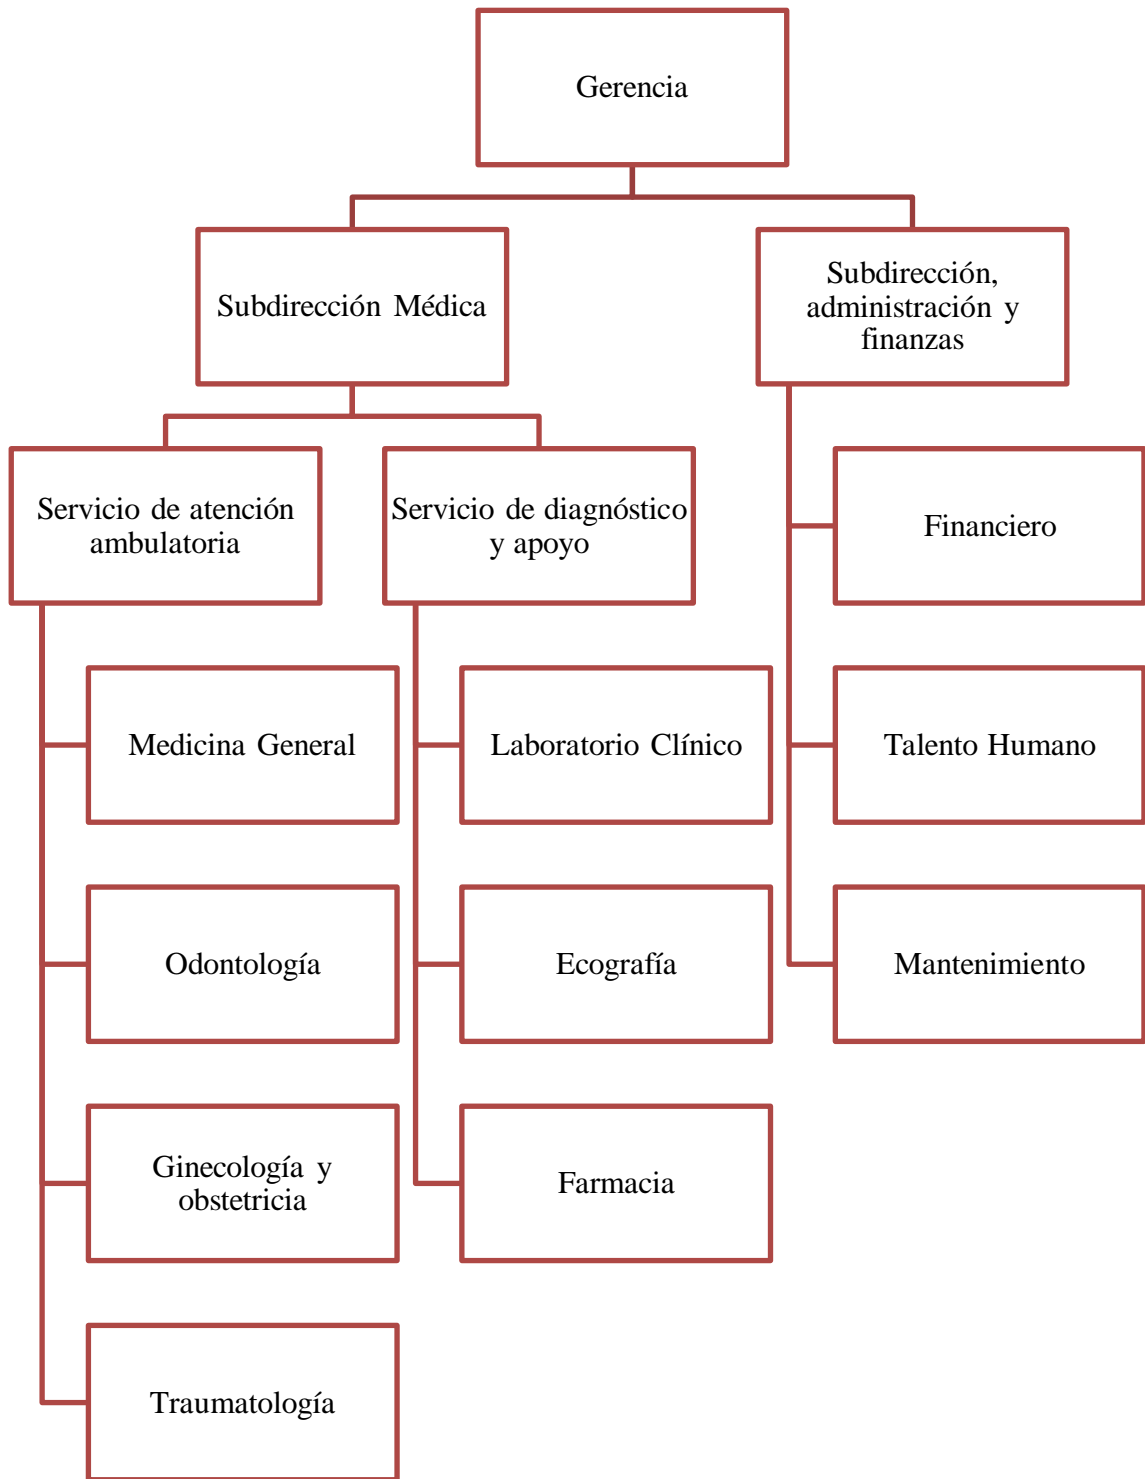 Gerencia
Subdirección Médica
Subdirección,
administración y
finanzas
Servicio de atención
ambulatoria
Servicio de diagnóstico
y apoyo
Financiero
Medicina General
Laboratorio Clínico
Talento Humano
Odontología
Ecografía
Mantenimiento
Ginecología y
obstetricia
Farmacia
Traumatología